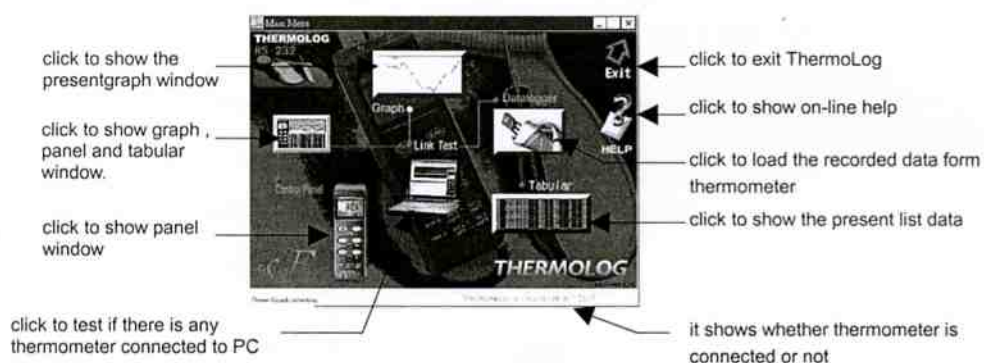 Main Menu
THERMOLOG
RS-232
click to show the
presentgraph window
click to exit ThermoLog
Exit
Graph
Datalogger
click to show on-line help
click to show graph ,
panel and tabular
window.
Link Test
HELP
click to load the recorded data form
thermometer
Control Panel
Tabular
click to show the present list data
click to show panel
window
THERMOLOG
click to test if there is any
thermometer connected to PC
it shows whether thermometer is
connected or not